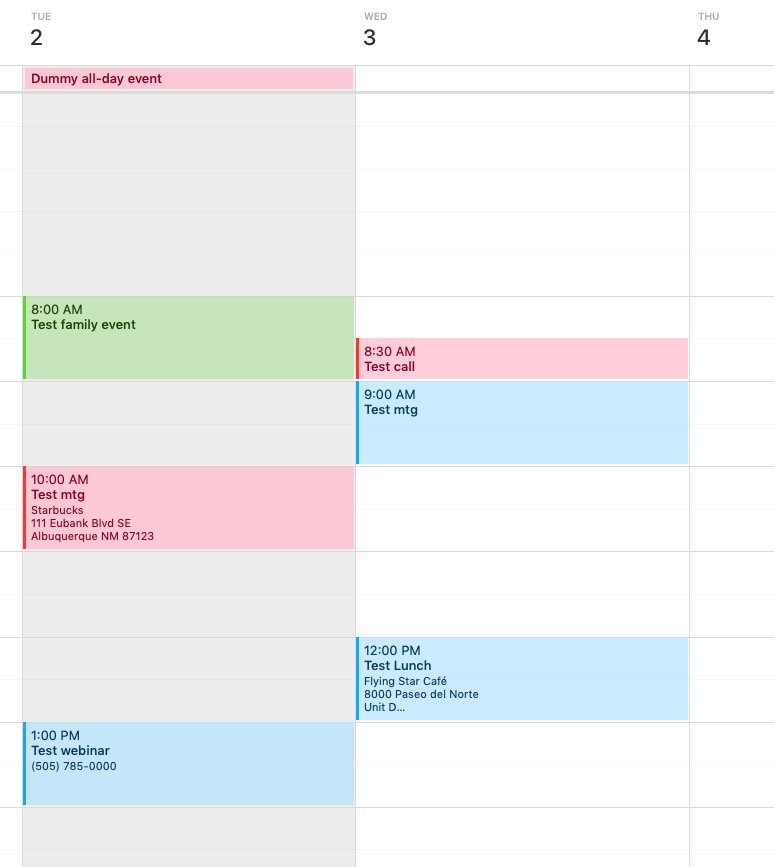 TUE
2
WED
3
THU
4
Dummy all-day event
8:00 AM
Test family event
10:00 AM
Test mtg
Starbucks
111 Eubank Blvd SE
Albuquerque NM 87123
1:00 PM
Test webinar
(505) 785-0000
8:30 AM
Test call
9:00 AM
Test mtg
12:00 PM
Test Lunch
Flying Star Café
8000 Paseo del Norte
Unit D…